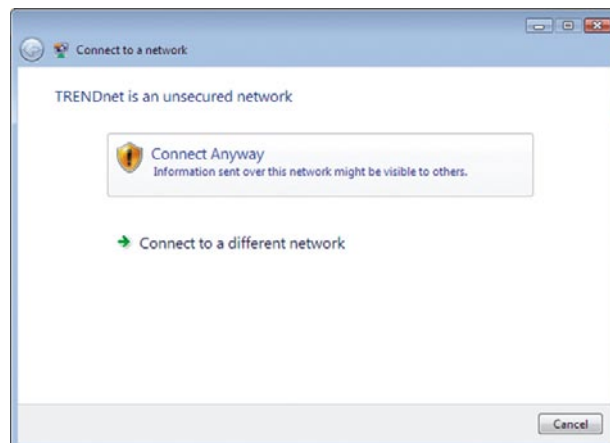 Connect to a network
TRENDnet is an unsecured network
Connect Anyway
Information sent over this network might be visible to others.
Connect to a different network
Cancel